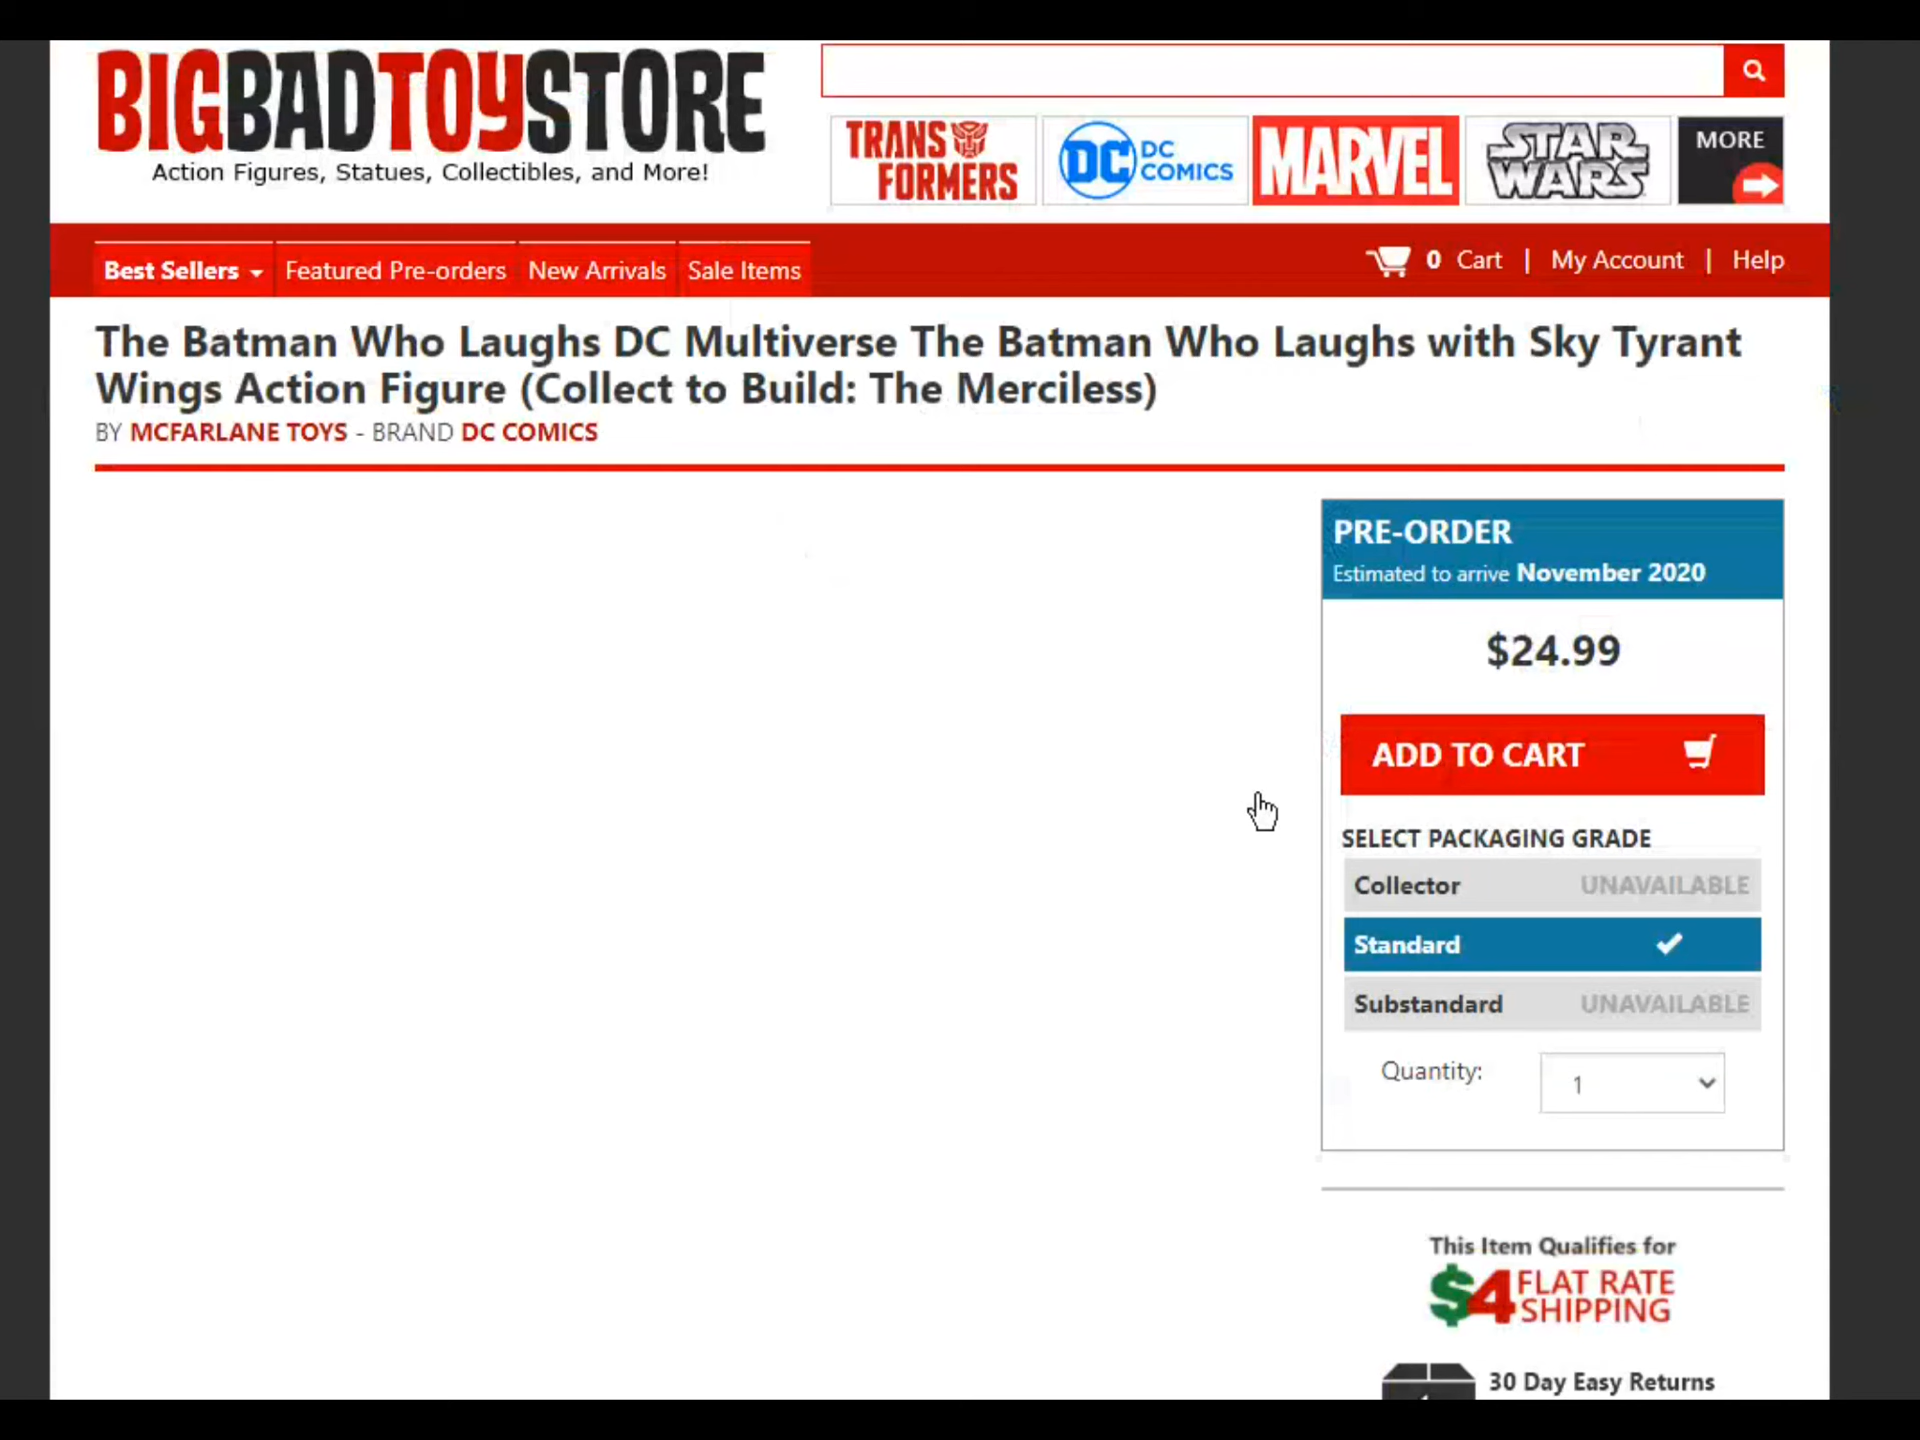 BIGBADTOYSTORE
Action Figures, Statues, Collectibles, and More!
TRANS
FORMERS
DC
DC
COMICS
MARVEL
STAR
WARS
MORE
Best Sellers
Featured Pre-orders
New Arrivals
Sale Items
0 Cart | My Account | Help
The Batman Who Laughs DC Multiverse The Batman Who Laughs with Sky Tyrant
Wings Action Figure (Collect to Build: The Merciless)
BY MCFARLANE TOYS - BRAND DC COMICS
PRE-ORDER
Estimated to arrive November 2020
$24.99
ADD TO CART
SELECT PACKAGING GRADE
Collector UNAVAILABLE
Standard
Substandard UNAVAILABLE
Quantity: 1
This Item Qualifies for
$4 FLAT RATE
SHIPPING
30 Day Easy Returns